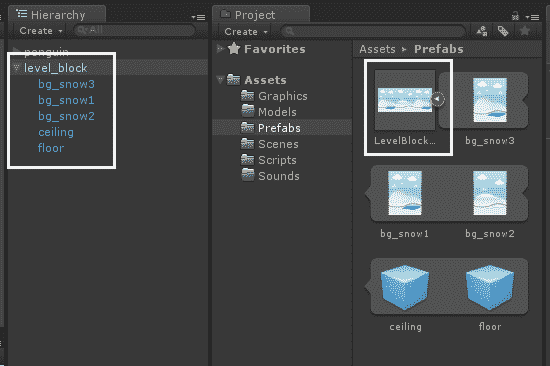 Hierarchy
Create All
penguin
level_block
bg_snow3
bg_snow1
bg_snow2
ceiling
floor
Project
Create
Favorites
Assets
Graphics
Models
Prefabs
Scenes
Scripts
Sounds
Assets Prefabs
LevelBlock... bg_snow3
bg_snow1 bg_snow2
ceiling floor